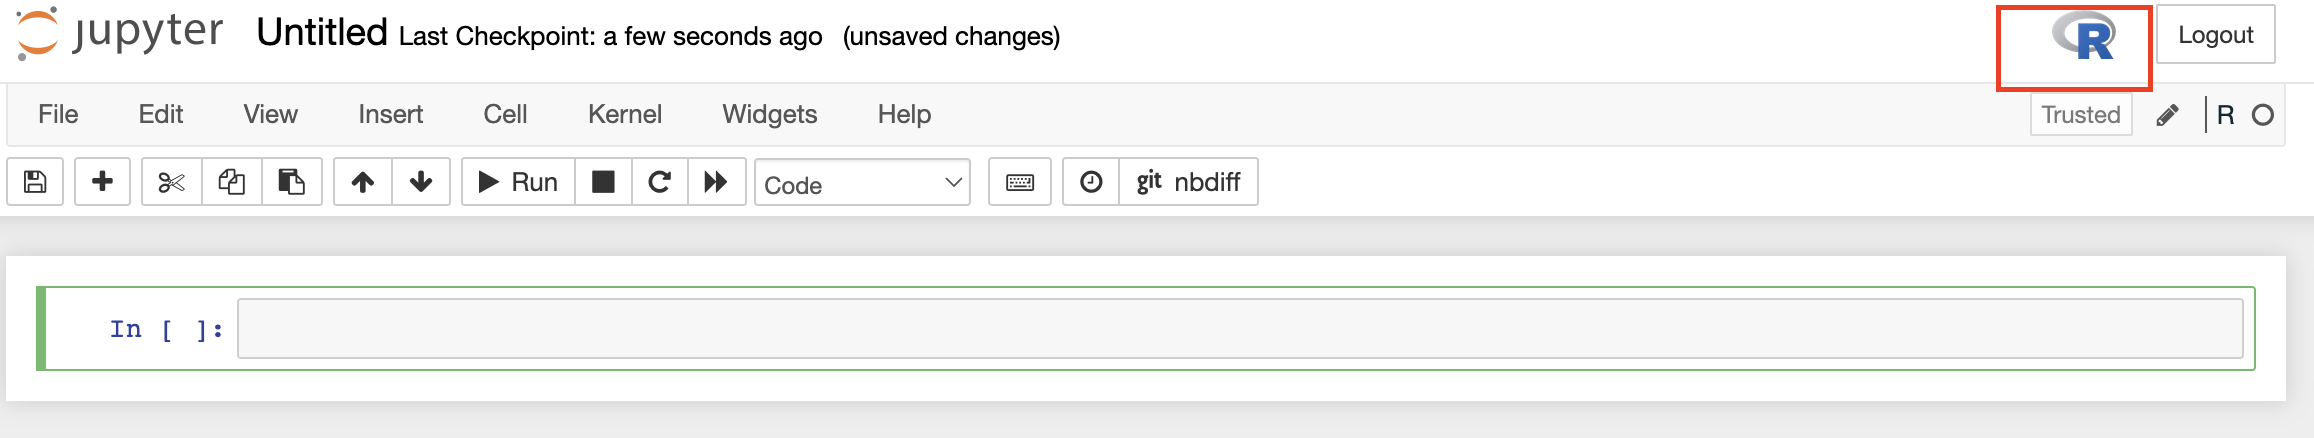 jupyter Untitled Last Checkpoint: a few seconds ago (unsaved changes) R Logout
File Edit View Insert Cell Kernel Widgets Help Trusted R
Run Code git nbdiff
In [ ]: